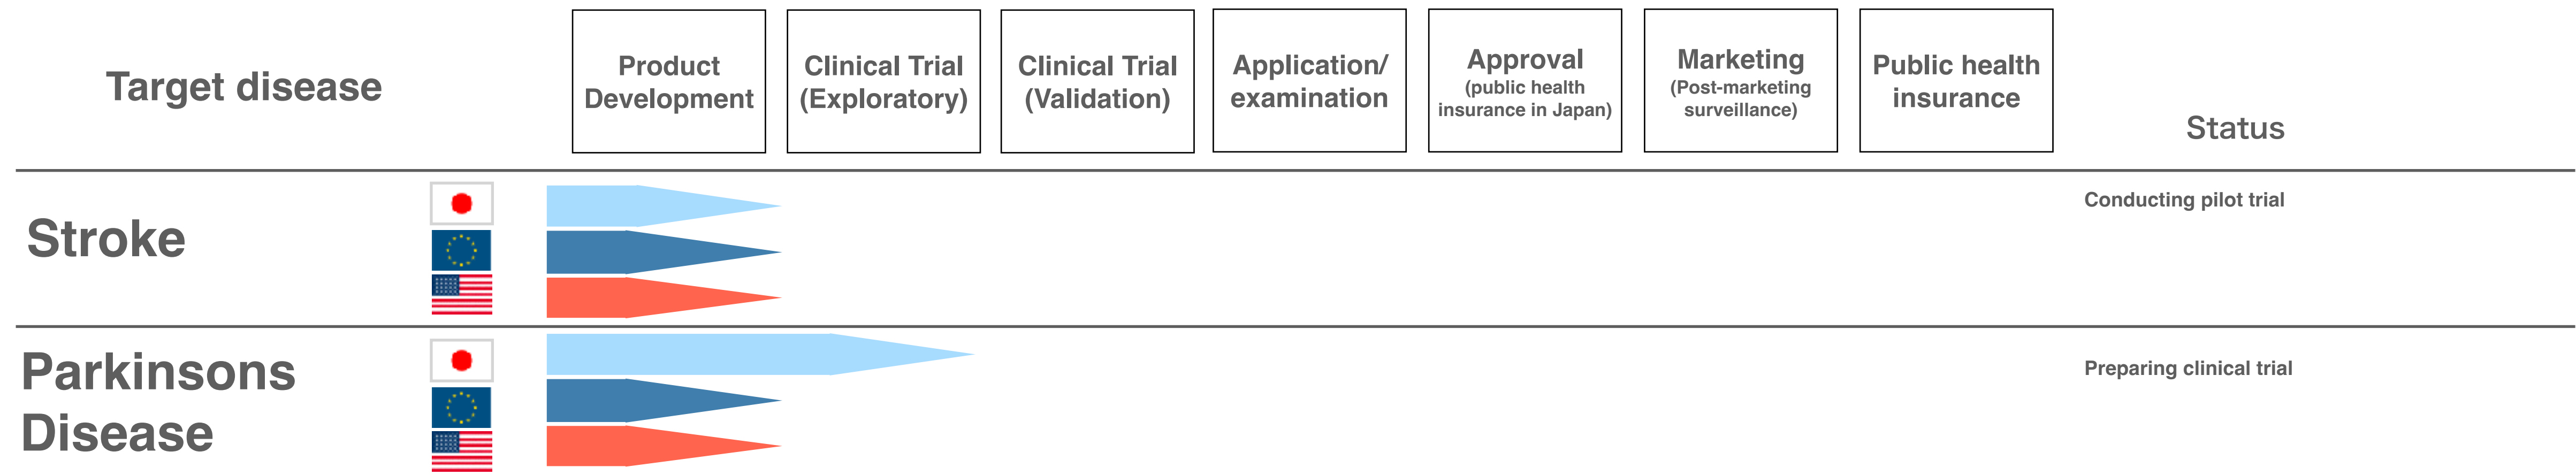 Target disease
Product
Development
Clinical Trial
(Exploratory)
Clinical Trial
(Validation)
Application/
examination
Approval
(public health
insurance in Japan)
Marketing
(Post-marketing
surveillance)
Public health
insurance
Status
Stroke
Conducting pilot trial
Parkinsons
Disease
Preparing clinical trial